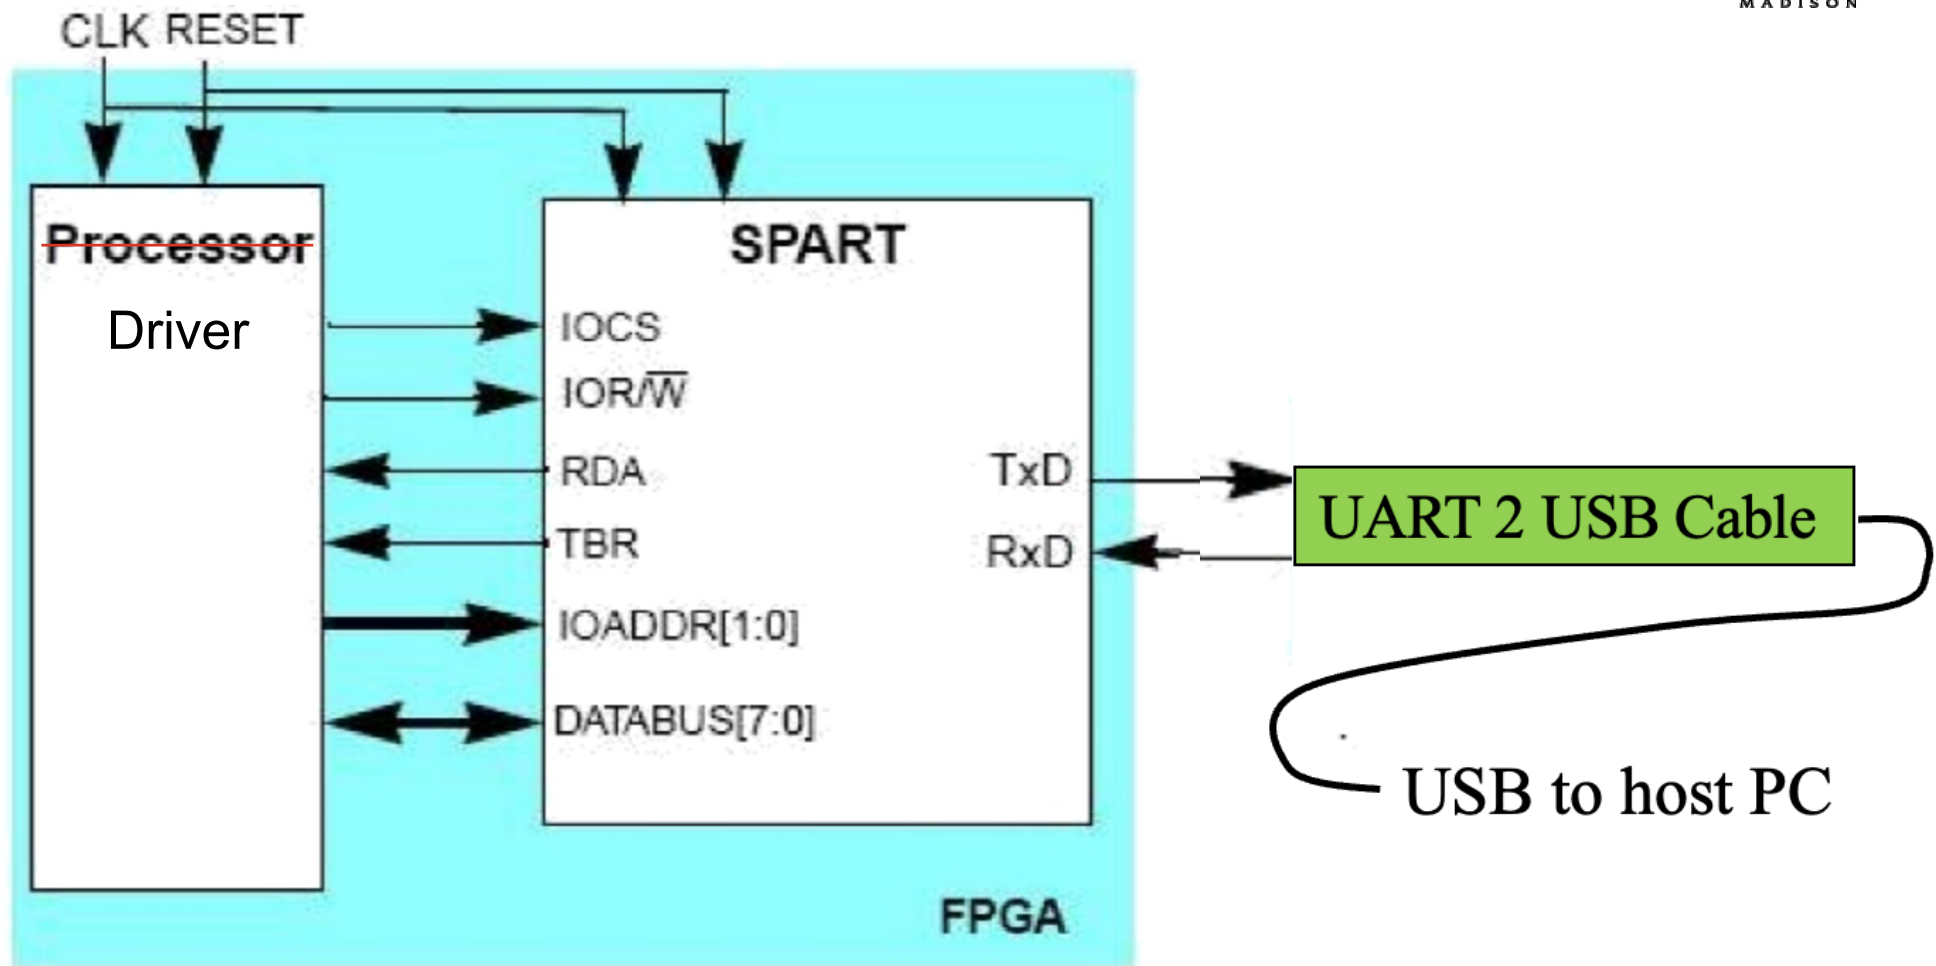 MADISON
CLK RESET
Processor
Driver
SPART
IOCS
IOR/W̅
RDA
TBR
IOADDR[1:0]
DATABUS[7:0]
TxD
RxD
FPGA
UART 2 USB Cable
USB to host PC